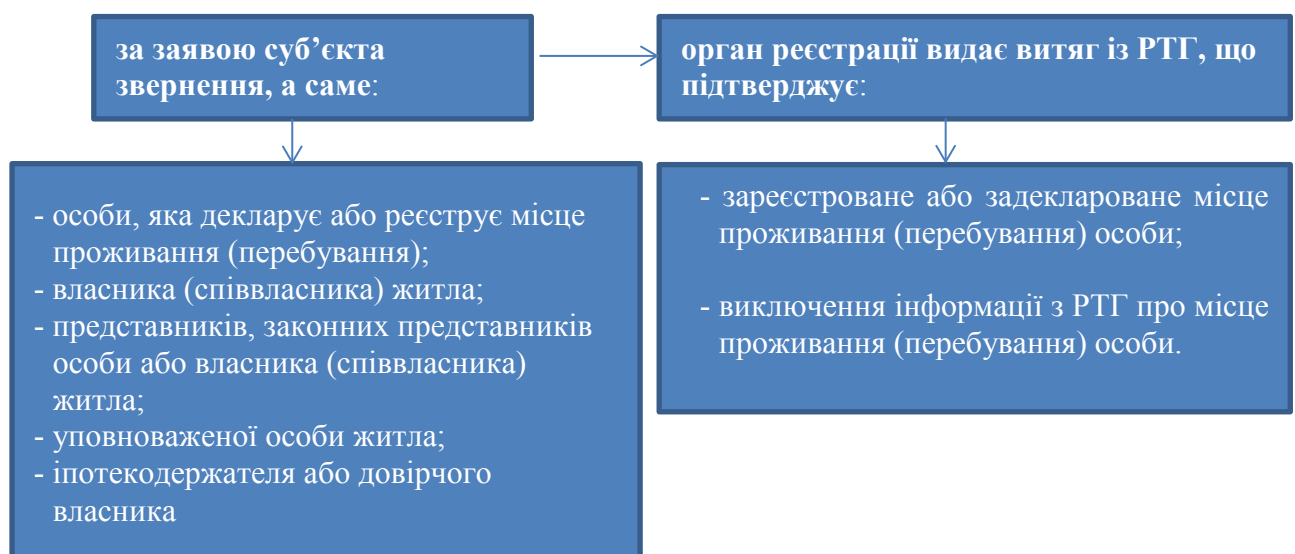 за заявою суб’єкта
звернення, а саме:
орган реєстрації видає витяг із РТГ, що
підтверджує:
- особи, яка декларує або реєструє місце
проживання (перебування);
- власника (співвласника) житла;
- представників, законних представників
особи або власника (співвласника)
житла;
- уповноваженої особи житла;
- іпотекодержателя або довірчого
власника
- зареєстроване або задеклароване місце
проживання (перебування) особи;
- виключення інформації з РТГ про місце
проживання (перебування) особи.